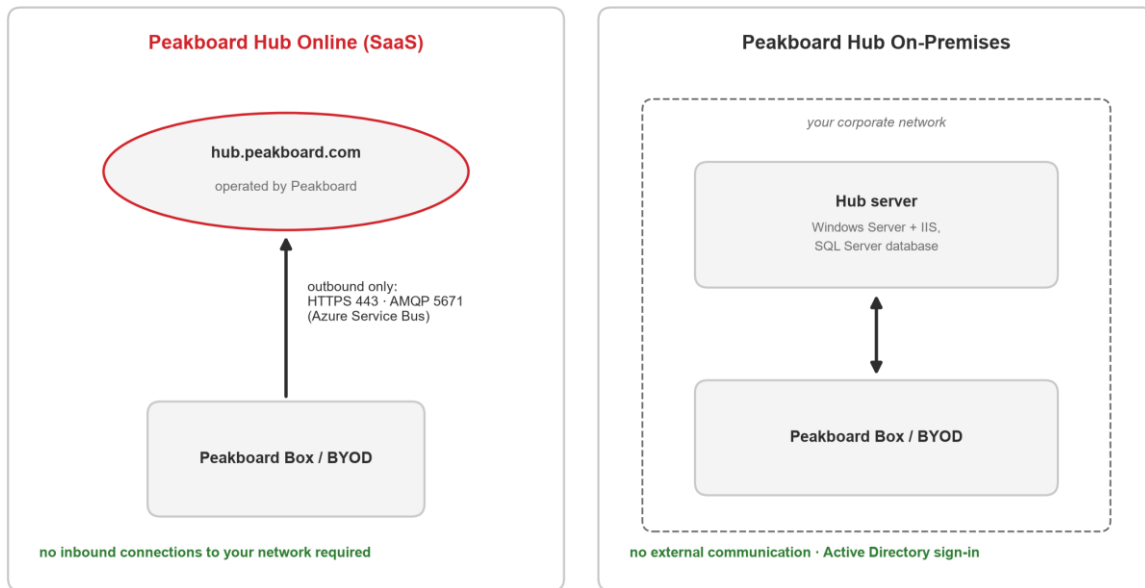 Peakboard Hub Online (SaaS)
hub.peakboard.com
operated by Peakboard
outbound only:
HTTPS 443 · AMQP 5671
(Azure Service Bus)
Peakboard Box / BYOD
no inbound connections to your network required
Peakboard Hub On-Premises
your corporate network
Hub server
Windows Server + IIS,
SQL Server database
Peakboard Box / BYOD
no external communication · Active Directory sign-in